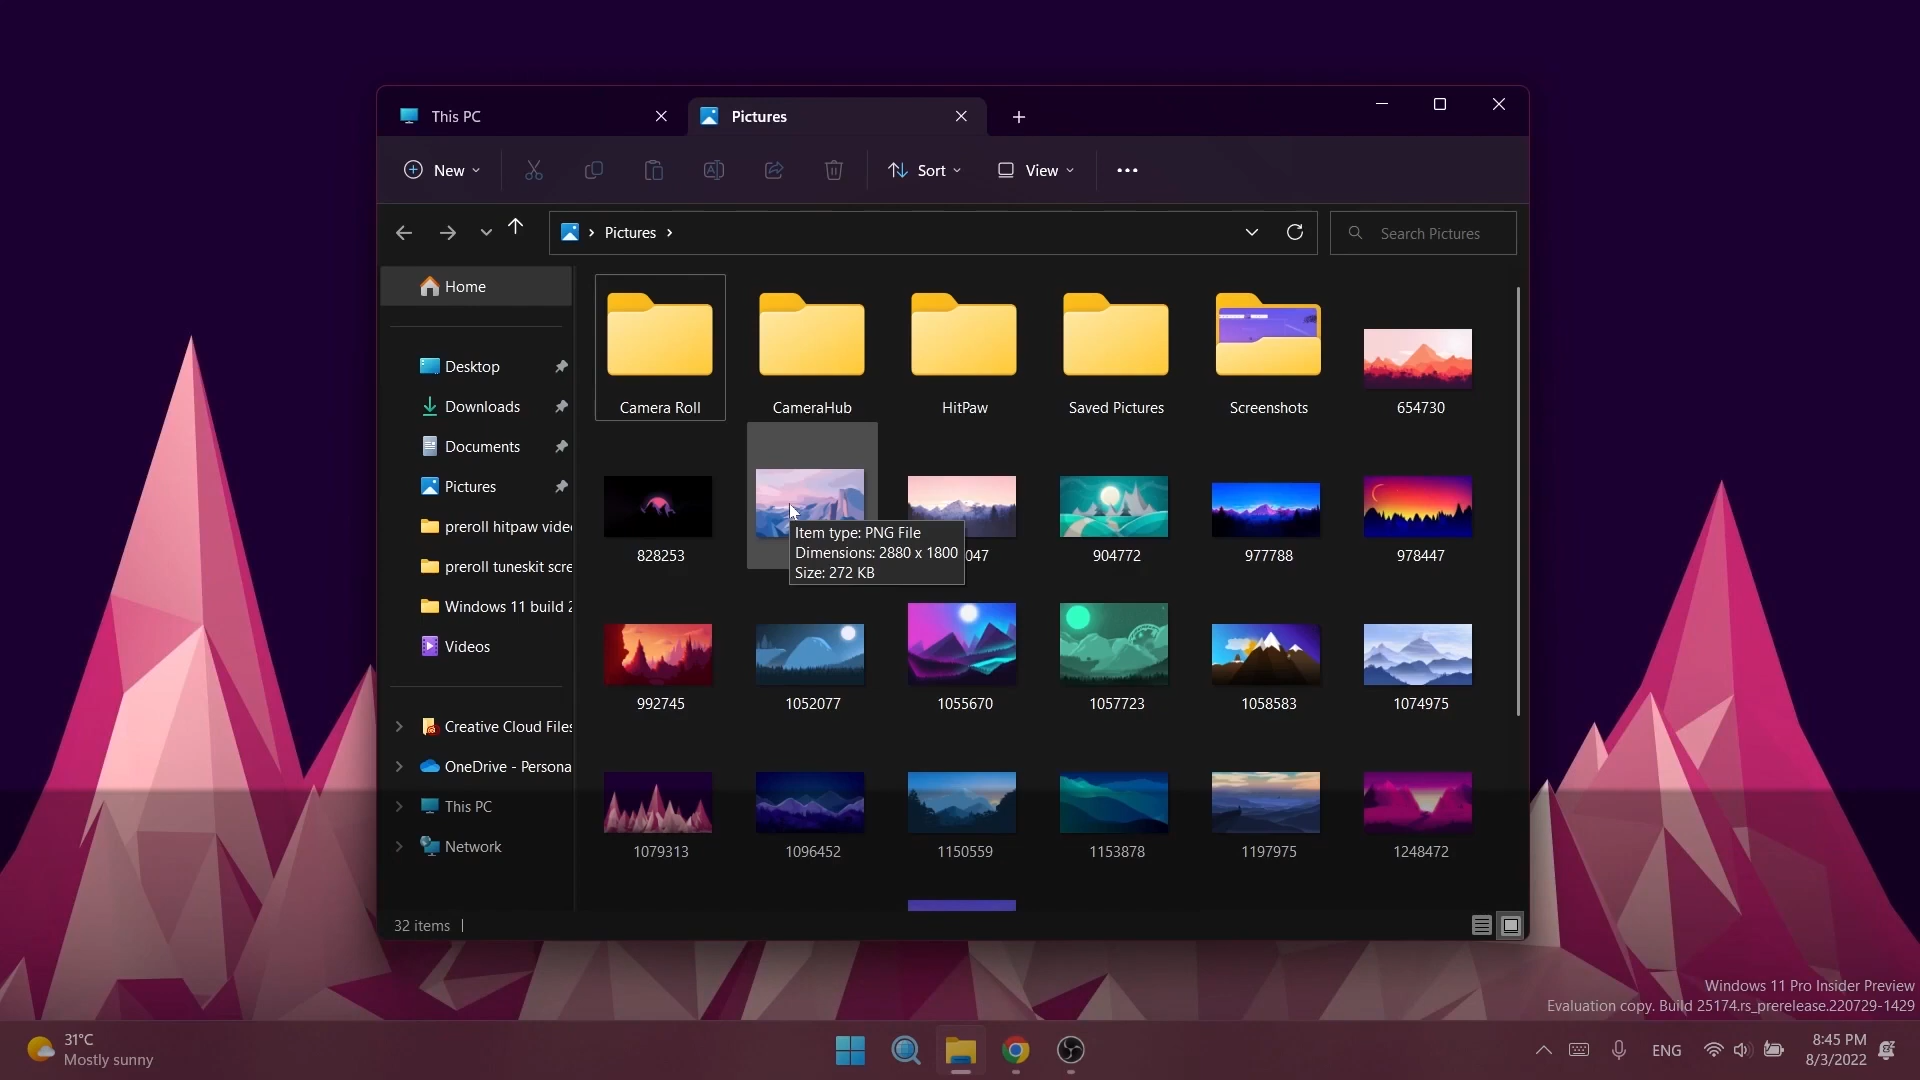 This PC
Pictures
New
Sort
View
Pictures
Search Pictures
Home
Desktop
Downloads
Documents
Pictures
preroll hitpaw vide
preroll tuneskit scre
Windows 11 build 2
Videos
Creative Cloud Files
OneDrive - Persona
This PC
Network
Camera Roll
CameraHub
HitPaw
Saved Pictures
Screenshots
654730
828253
047
904772
977788
978447
Item type: PNG File
Dimensions: 2880 x 1800
Size: 272 KB
992745
1052077
1055670
1057723
1058583
1074975
1079313
1096452
1150559
1153878
1197975
1248472
32 items
Windows 11 Pro Insider Preview
Evaluation copy. Build 25174.rs_prerelease.220729-1429
31°C
Mostly sunny
ENG
8:45 PM
8/3/2022